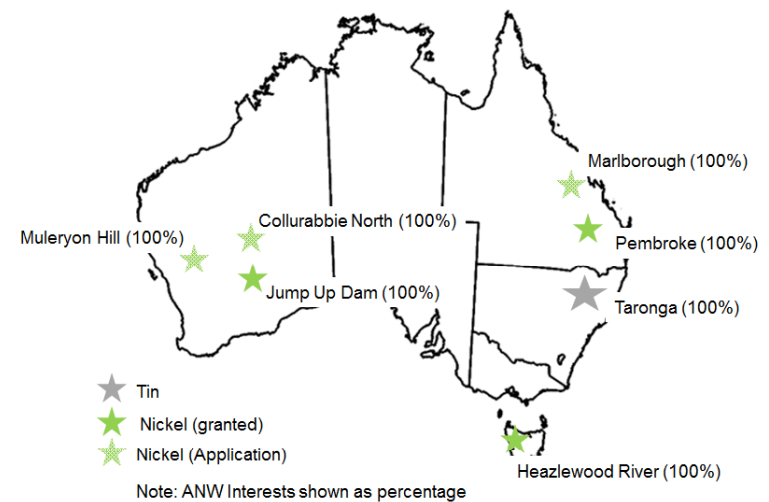 Marlborough (100%)
Collurabbie North (100%)
Muleryon Hill (100%)
Pembroke (100%)
Jump Up Dam (100%)
Taronga (100%)
Tin
Nickel (granted)
Nickel (Application)
Heazlewood River (100%)
Note: ANW Interests shown as percentage